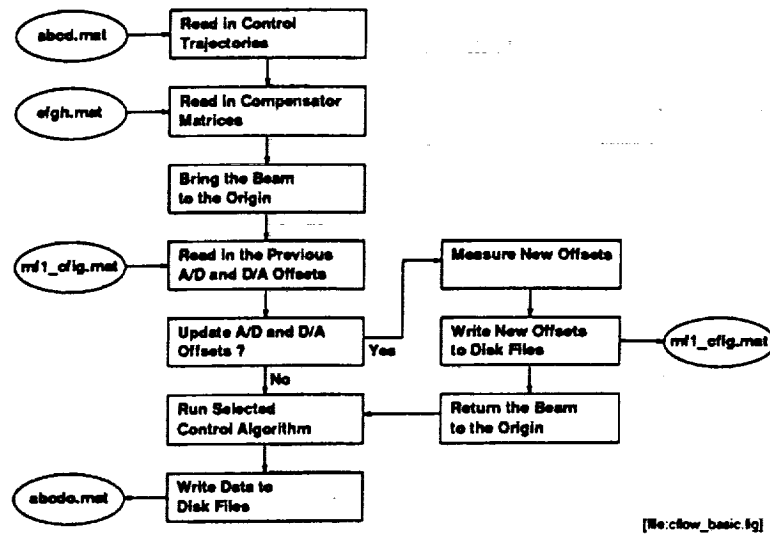 abcd.mat
Read in Control
Trajectories
efgh.mat
Read in Compensator
Matrices
Bring the Beam
to the Origin
mf1_cfig.mat
Read in the Previous
A/D and D/A Offsets
Measure New Offsets
Update A/D and D/A
Offsets ?
Yes
Write New Offsets
to Disk Files
mf1_cfig.mat
No
Run Selected
Control Algorithm
Return the Beam
to the Origin
abcdo.mat
Write Data to
Disk Files
[file:cflow_basic.fig]